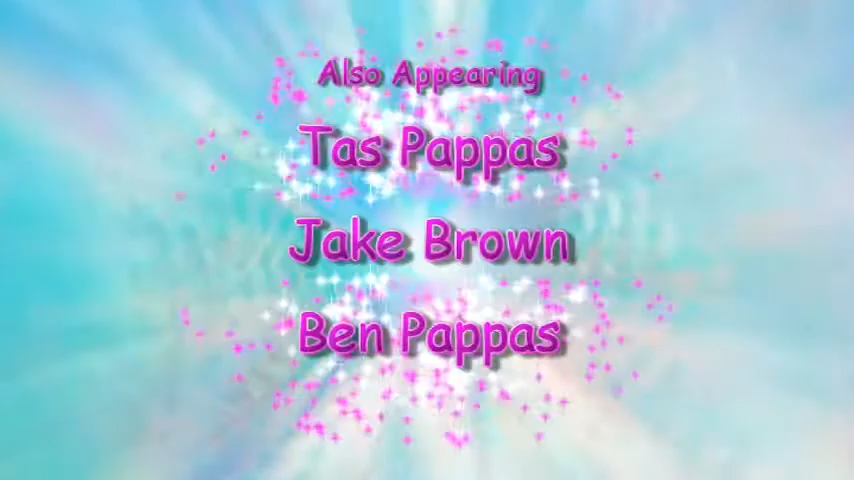 Also Appearing
Tas Pappas
Jake Brown
Ben Pappas